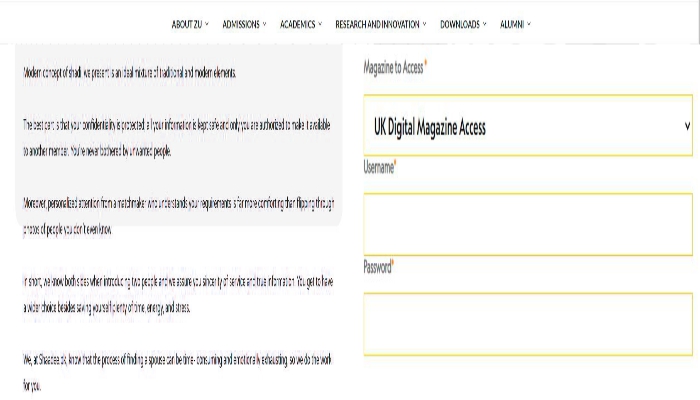 ABOUT ZU
ADMISSIONS
ACADEMICS
RESEARCH AND INNOVATION
DOWNLOADS
ALUMNI
Modern concept of shadi we present is an ideal mixture of traditional and modern elements.
The best part is that your confidentiality is protected; all your information is kept safe and only you are authorized to make it available
to another member. You're never bothered by unwanted people.
Moreover, personalized attention from a matchmaker who understands your requirements is far more comforting than flipping through
photos of people you don't even know.
In short, we know both sides when introducing two people and we assure you sincerity of service and true information. You get to have
a wider choice besides saving yourself plenty of time, energy, and stress.
We, at Shaadee.pk, know that the process of finding a spouse can be time- consuming and emotionally exhausting, so we do the work
for you.
Magazine to Access*
UK Digital Magazine Access
Username*
Password*